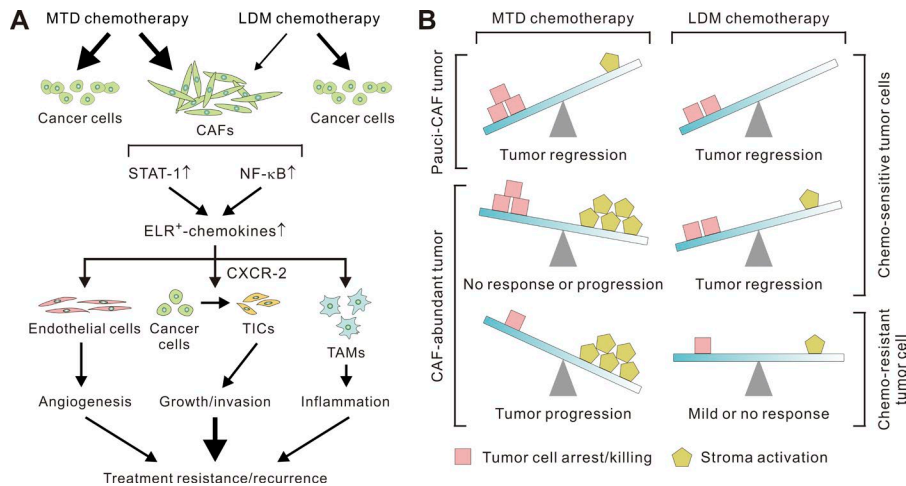 A
MTD chemotherapy
LDM chemotherapy
Cancer cells
CAFs
Cancer cells
STAT-1↑
NF-κB↑
ELR⁺-chemokines↑
CXCR-2
Endothelial cells
Cancer
cells
TICs
TAMs
Angiogenesis
Growth/invasion
Inflammation
Treatment resistance/recurrence
B
MTD chemotherapy
LDM chemotherapy
Pauci-CAF tumor
Tumor regression
Tumor regression
Chemo-sensitive tumor cells
CAF-abundant tumor
No response or progression
Tumor regression
Tumor progression
Mild or no response
Chemo-resistant
tumor cell
Tumor cell arrest/killing
Stroma activation